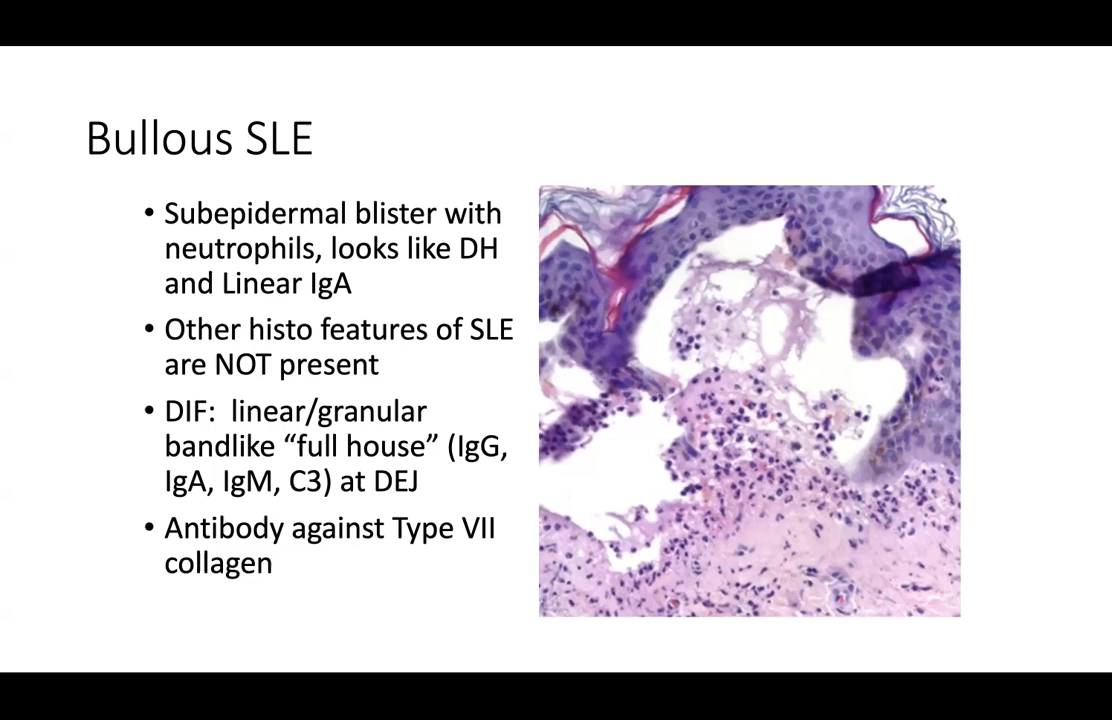 Bullous SLE
• Subepidermal blister with
neutrophils, looks like DH
and Linear IgA
• Other histo features of SLE
are NOT present
• DIF:  linear/granular
bandlike “full house” (IgG,
IgA, IgM, C3) at DEJ
• Antibody against Type VII
collagen